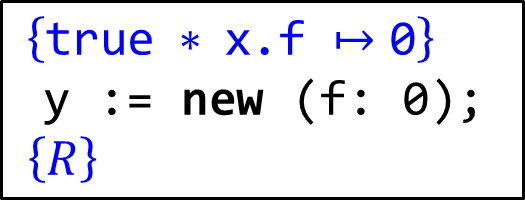 {true * x.f ↦ 0}
y := new (f: 0);
{R}